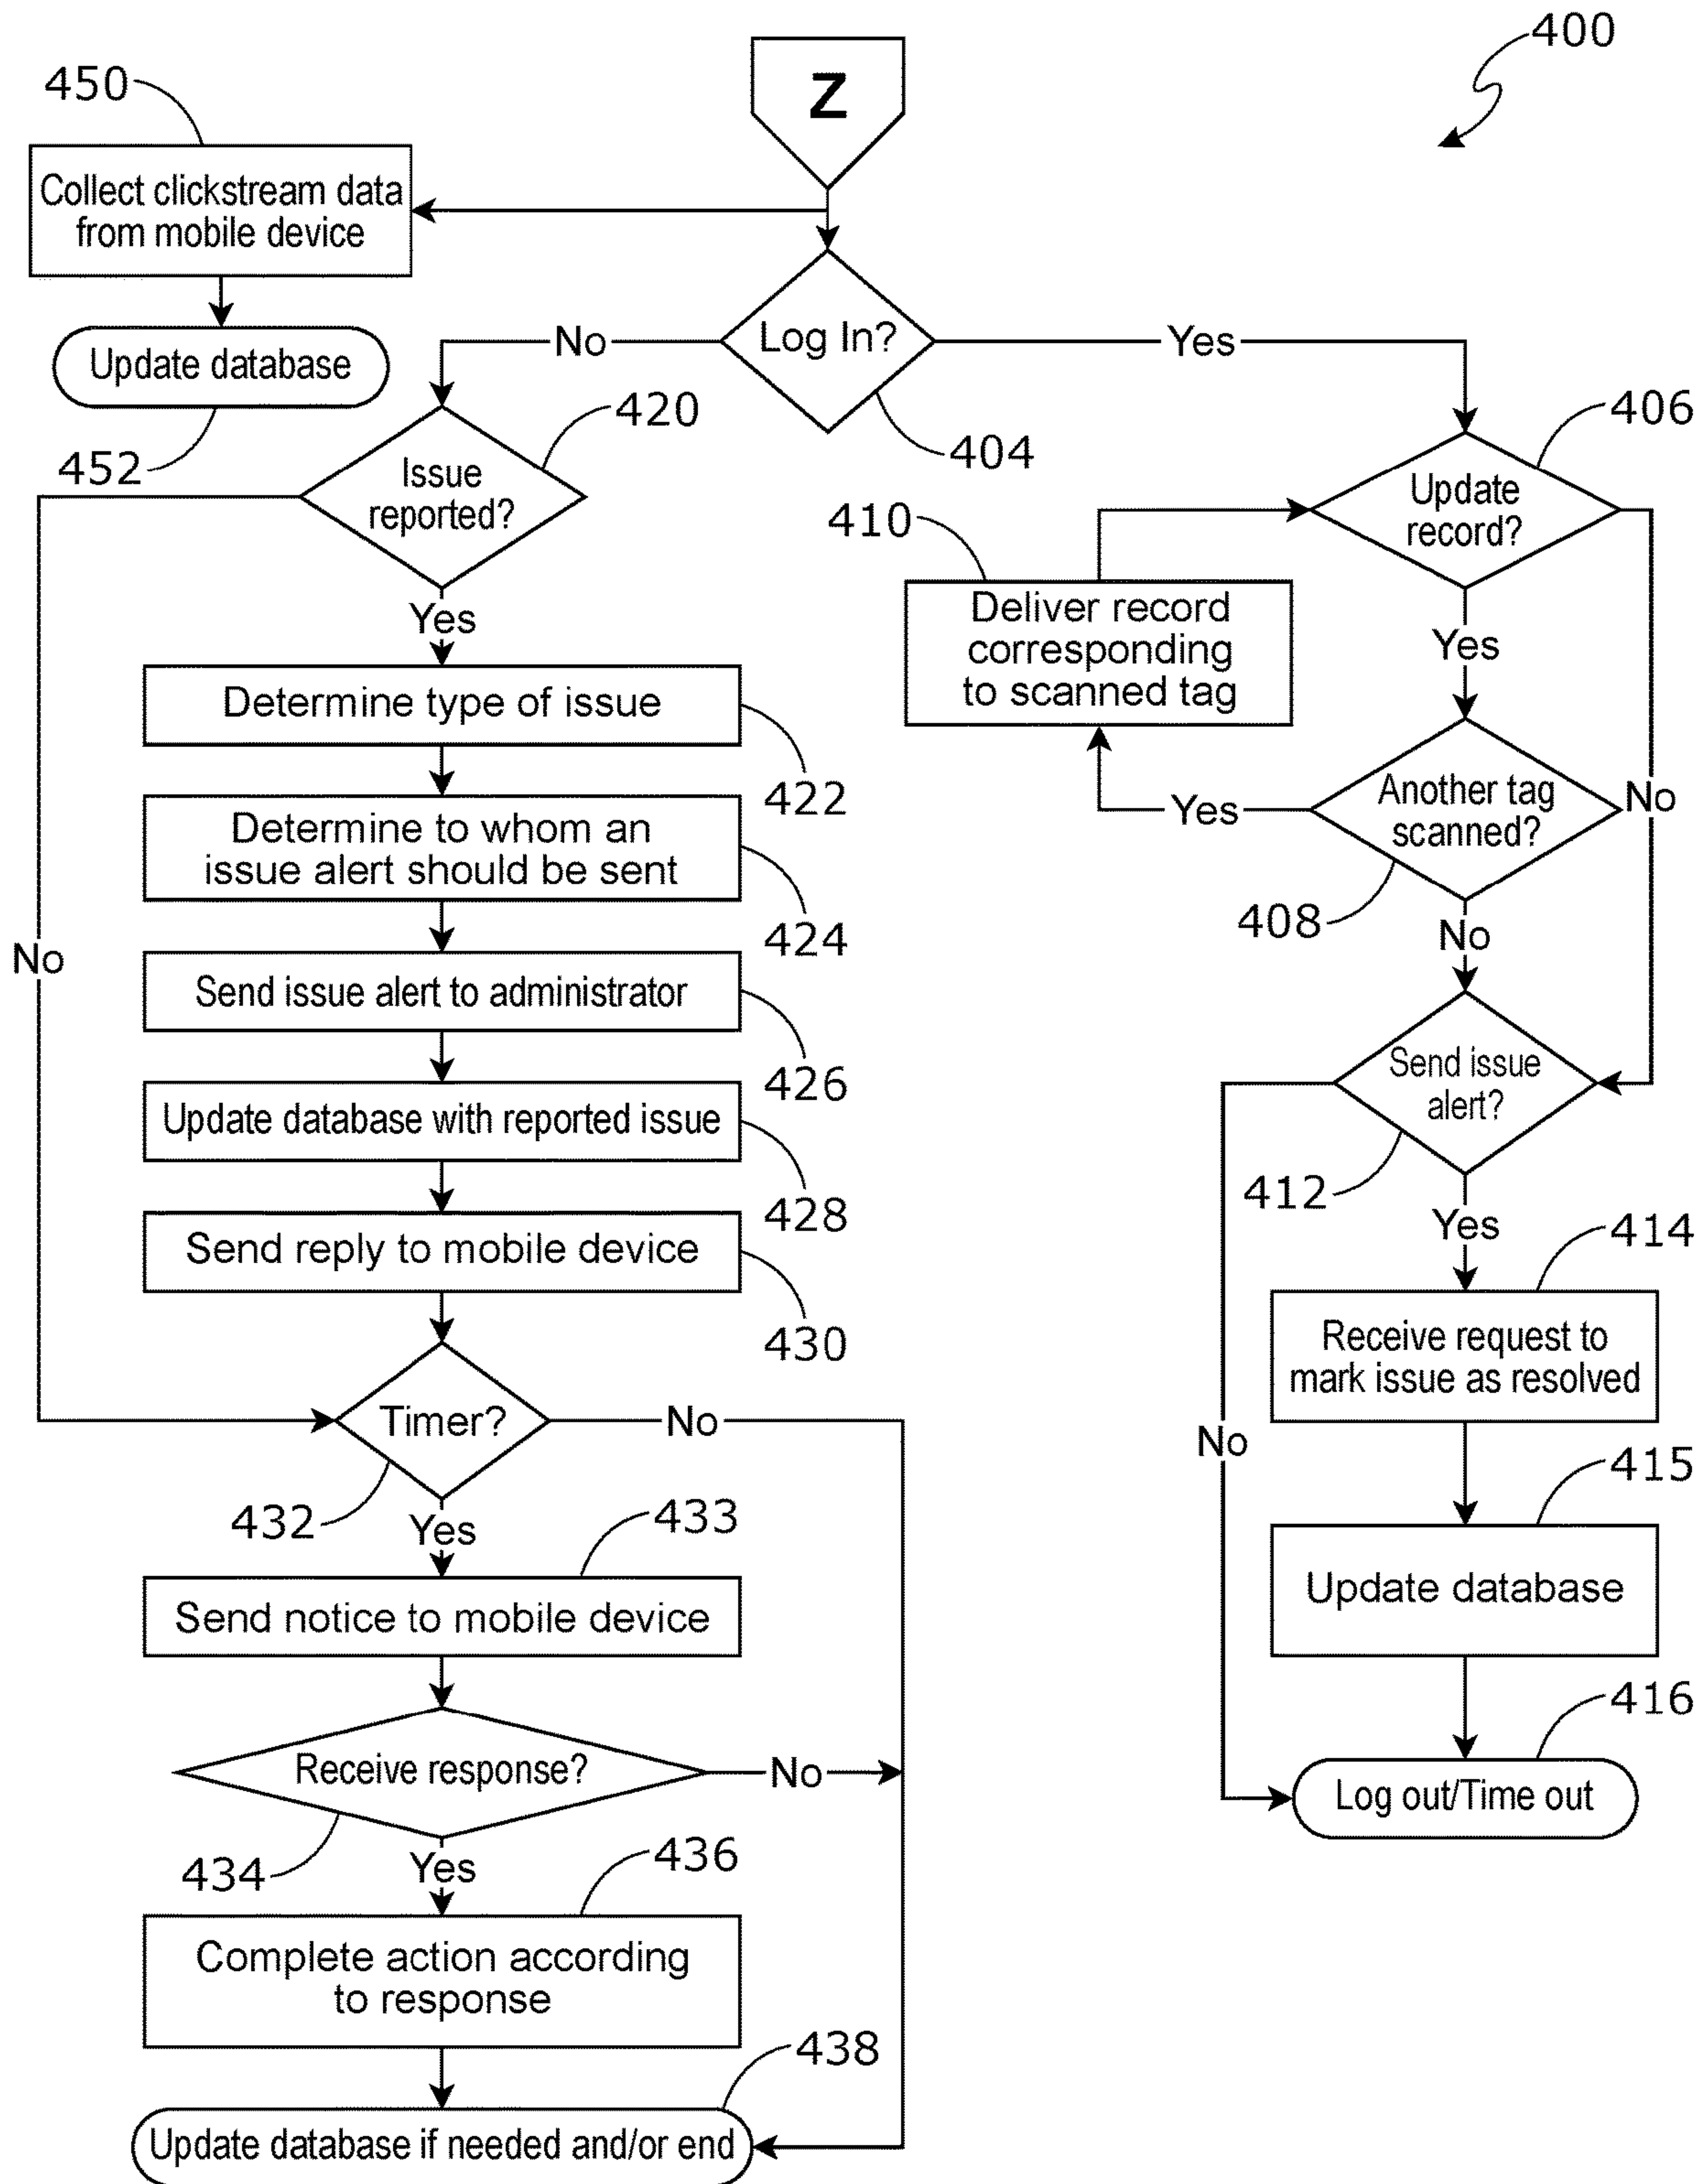 400
Z
450
Collect clickstream data
from mobile device
Log In?
No
Yes
Update database
452
404
420
Issue
reported?
406
Update
record?
410
Deliver record
corresponding
to scanned tag
Yes
Yes
Determine type of issue
422
Another tag
scanned?
Yes
No
408
No
Determine to whom an
issue alert should be sent
424
No
Send issue alert to administrator
426
Send issue
alert?
412
Yes
No
Update database with reported issue
428
Send reply to mobile device
430
414
Receive request to
mark issue as resolved
Timer?
No
432
Yes
433
415
Update database
Send notice to mobile device
416
Log out/Time out
Receive response?
No
434
Yes
436
Complete action according
to response
438
Update database if needed and/or end